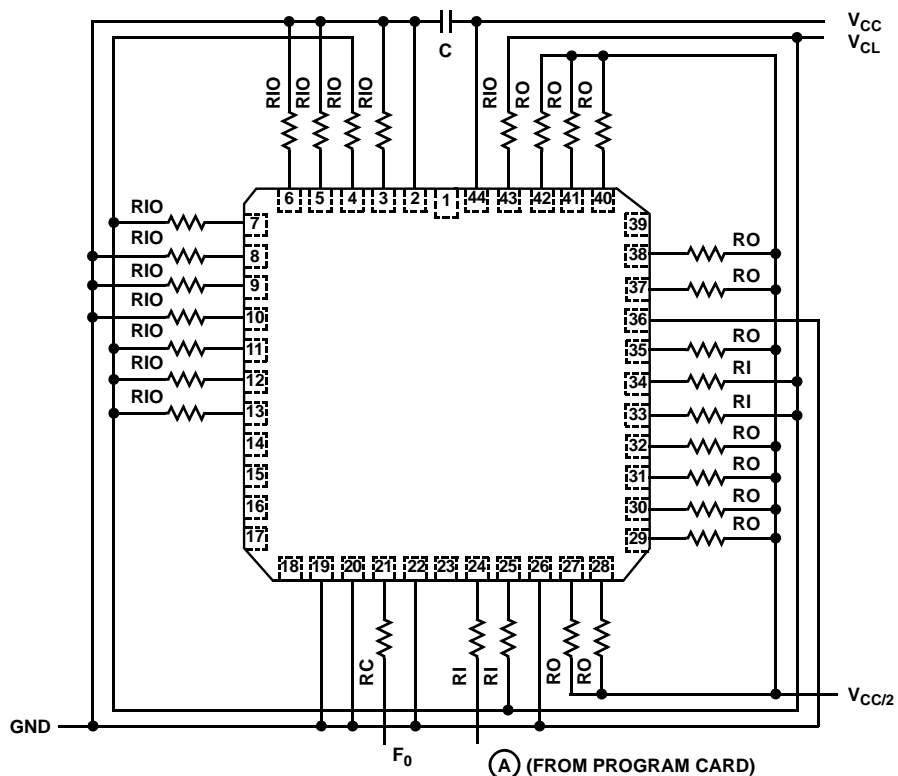 VCC
VCL
C
RIO RIO RIO RIO RIO RO RO RO
6 5 4 3 2 1 44 43 42 41 40
RIO 7 39
RIO 8 38 RO
RIO 9 37 RO
RIO 10 36
RIO 11 35 RO
RIO 12 34 RI
RIO 13 33 RI
14 32 RO
15 31 RO
16 30 RO
17 29 RO
18 19 20 21 22 23 24 25 26 27 28
RC RI RI RO RO
VCC/2
GND
F0
A (FROM PROGRAM CARD)